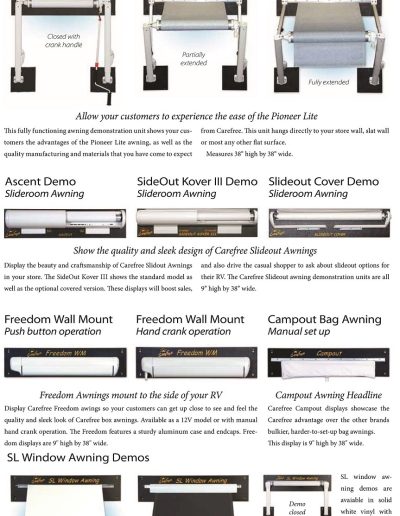 Closed with
crank handle
Partially
extended
Fully extended
Allow your customers to experience the ease of the Pioneer Lite
This fully functioning awning demonstration unit shows your cus-
tomers the advantages of the Pioneer Lite awning, as well as the
quality manufacturing and materials that you have come to expect
from Carefree. This unit hangs directly to your store wall, slat wall
or most any other flat surface.
Measures 38" high by 38" wide.
Ascent Demo
Slideroom Awning
SideOut Kover III Demo
Slideroom Awning
Slideout Cover Demo
Slideroom Awning
SIDEOUT KOVER III
SLIDEOUT COVER
Show the quality and sleek design of Carefree Slideout Awnings
Display the beauty and craftsmanship of Carefree Slidout Awnings
in your store. The SideOut Kover III shows the standard model as
well as the optional covered version. These displays will boost sales,
and also drive the casual shopper to ask about slideout options for
their RV. The Carefree Slideout awning demonstration units are all
9" high by 38" wide.
Freedom Wall Mount
Push button operation
Freedom Wall Mount
Hand crank operation
Campout Bag Awning
Manual set up
Freedom WM
Freedom WM
Campout
Freedom Awnings mount to the side of your RV
Display Carefree Freedom awings so your customers can get up close to see and feel the
quality and sleek look of Carefree box awnings. Available as a 12V model or with manual
hand crank operation. The Freedom features a sturdy aluminum case and endcaps. Free-
dom displays are 9" high by 38" wide.
Campout Awning Headline
Carefree Campout displays showcase the
Carefree advantage over the other brands
bulkier, harder-to-set-up bag awnings.
This display is 9" high by 38" wide.
SL Window Awning Demos
SL Window Awning
SL Window Awning
Demo
closed
SL window aw-
ning demos are
avaiable in solid
white vinyl with